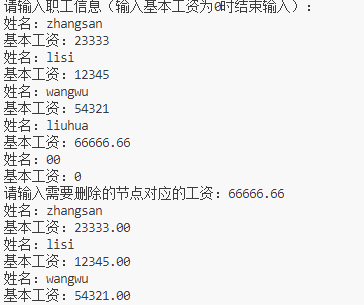 请输入职工信息（输入基本工资为0时结束输入）：
姓名：zhangsan
基本工资：23333
姓名：lisi
基本工资：12345
姓名：wangwu
基本工资：54321
姓名：liuhua
基本工资：66666.66
姓名：00
基本工资：0
请输入需要删除的节点对应的工资：66666.66
姓名：zhangsan
基本工资：23333.00
姓名：lisi
基本工资：12345.00
姓名：wangwu
基本工资：54321.00